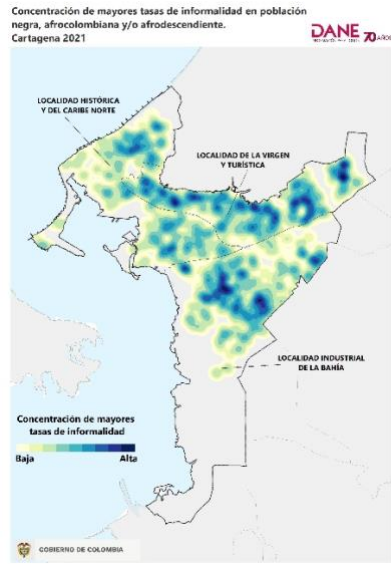 Concentración de mayores tasas de informalidad en población
negra, afrocolombiana y/o afrodescendiente.
Cartagena 2021
DANE
70 AÑOS
LOCALIDAD HISTÓRICA
Y DEL CARIBE NORTE
LOCALIDAD DE LA VIRGEN
Y TURÍSTICA
LOCALIDAD INDUSTRIAL
DE LA BAHÍA
Concentración de mayores
tasas de informalidad
Baja
Alta
GOBIERNO DE COLOMBIA